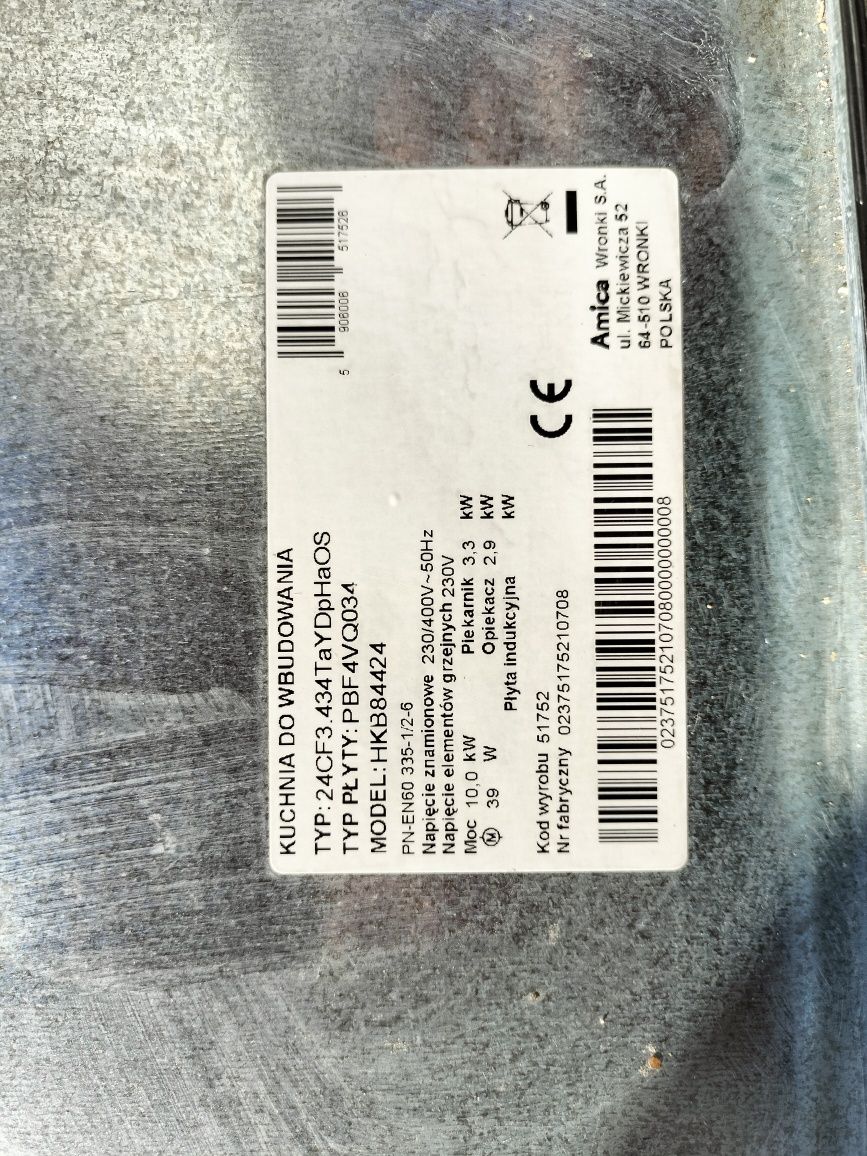 KUCHNIA DO WBUDOWANIA
TYP: 24CF3.434TaYDpHaOS
TYP PŁYTY: PBF4VQ034
MODEL: HKB84424
PN-EN60 335-1/2-6
Napięcie znamionowe 230/400V~50Hz
Napięcie elementów grzejnych 230V
Moc 10,0 kW Piekarnik 3,3 kW
M 39 W Opiekacz 2,9 kW
Płyta indukcyjna kW
Kod wyrobu 51752
Nr fabryczny 02375175210708
023751752107080000000000008
5 906006 517526
CE
Amica Wronki S.A.
ul. Mickiewicza 52
64-510 WRONKI
POLSKA